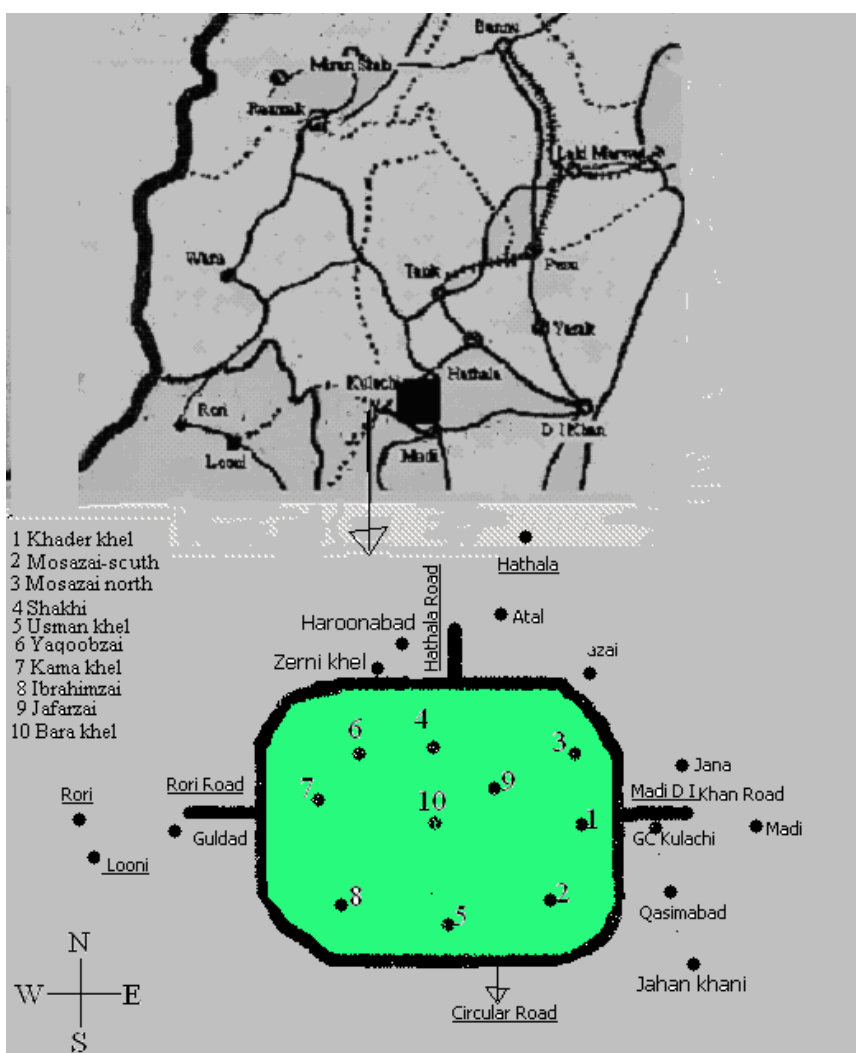 Bannu
Miran Shah
Razmak
Laki Marwat
Wana
Tank
Pezu
Yarak
Kulachi
Hathala
Rori
D I Khan
Looni
Madi
1 Khader khel
2 Mosazai-scuth
3 Mosazai north
4 Shakhi
5 Usman khel
6 Yaqoobzai
7 Kama khel
8 Ibrahimzai
9 Jafarzai
10 Bara khel
Hathala
Hathala Road
Atal
Haroonabad
Zerni khel
azai
4
6
3
Jana
9
7
Rori Road
Madi D I Khan Road
Rori
10
1
Guldad
GC Kulachi
Madi
Looni
8
2
Qasimabad
5
N
Jahan khani
W E
Circular Road
S